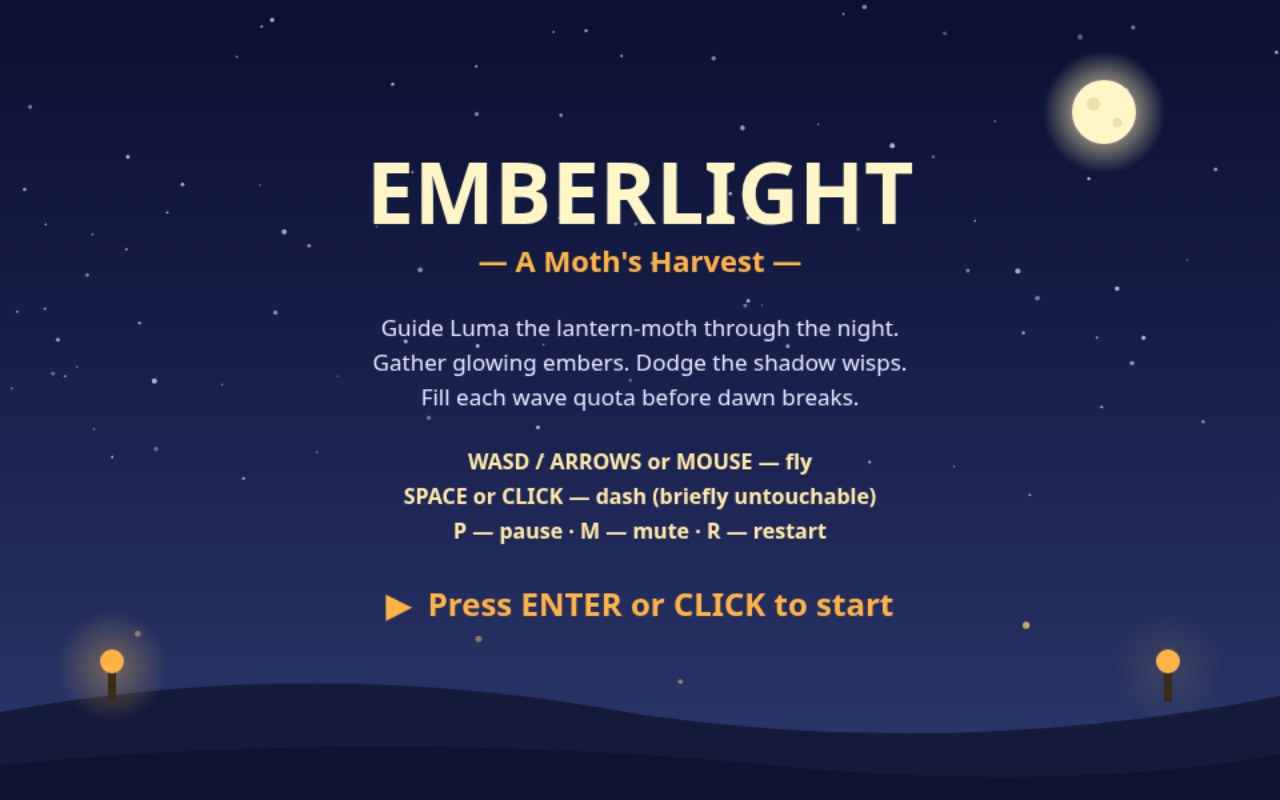 EMBERLIGHT
— A Moth's Harvest —
Guide Luma the lantern-moth through the night.
Gather glowing embers. Dodge the shadow wisps.
Fill each wave quota before dawn breaks.
WASD / ARROWS or MOUSE — fly
SPACE or CLICK — dash (briefly untouchable)
P — pause · M — mute · R — restart
▶ Press ENTER or CLICK to start